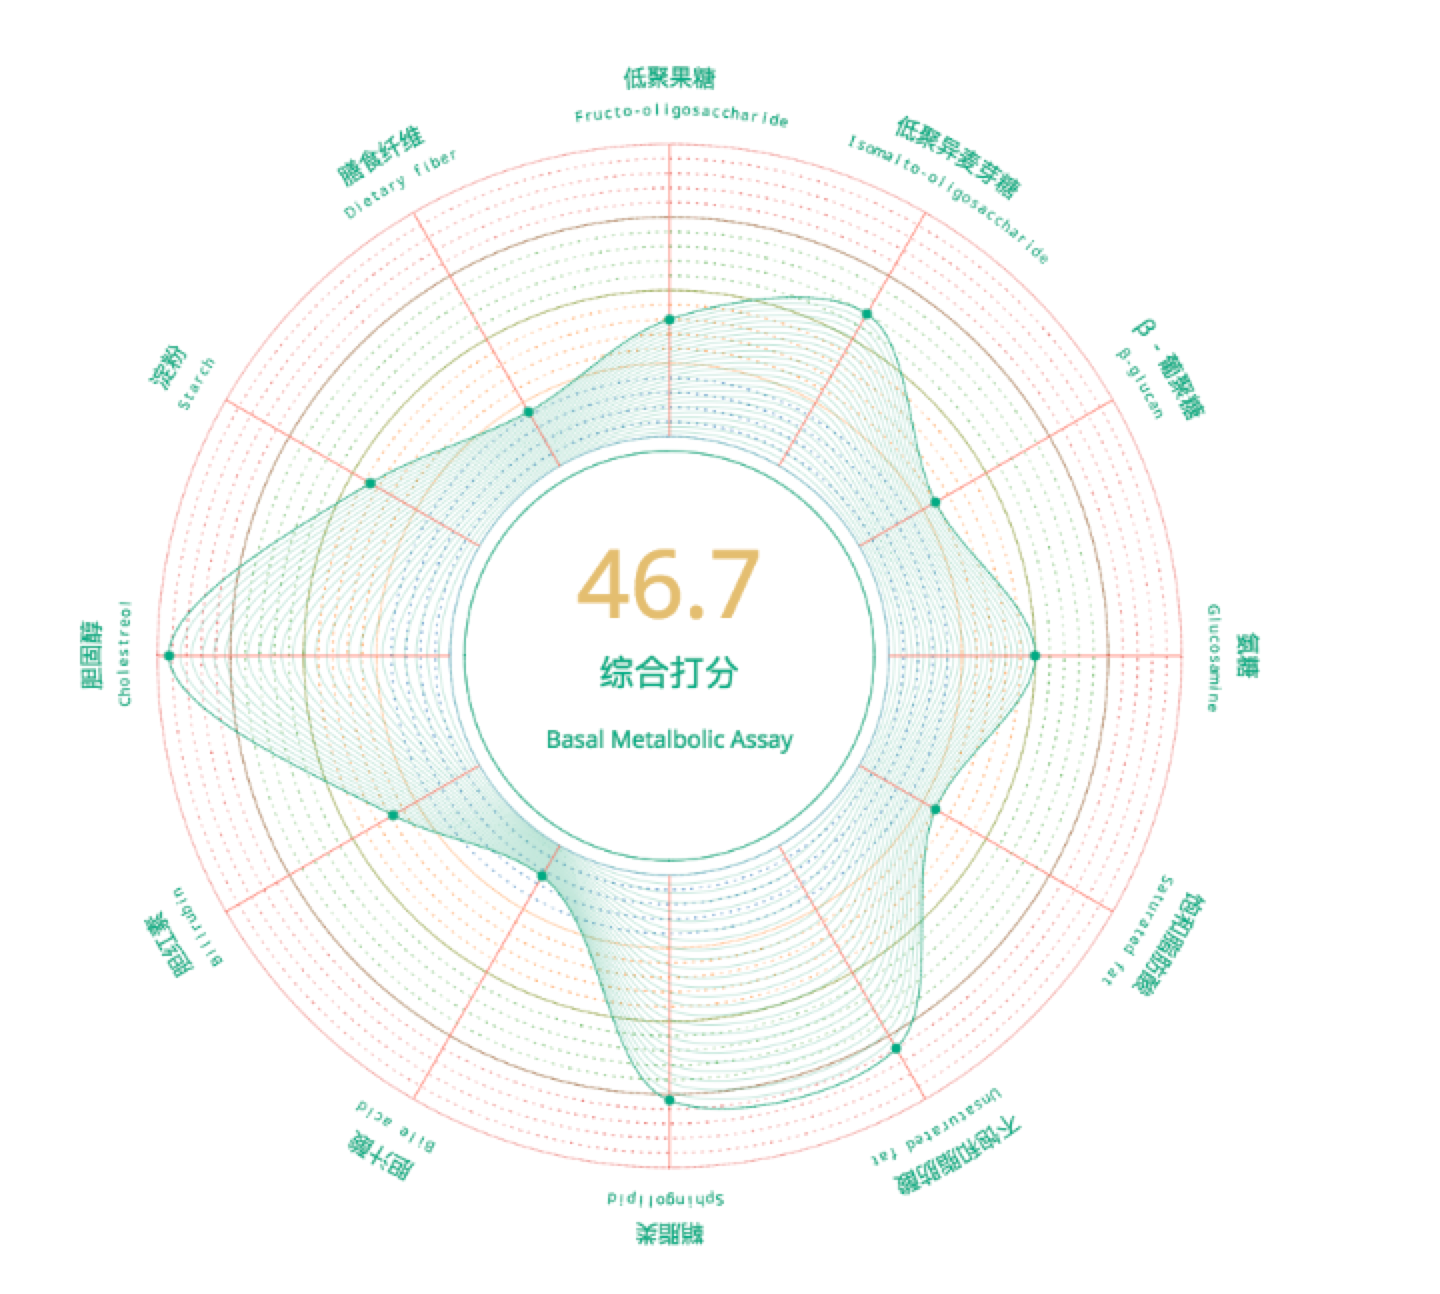 低聚果糖
Fructo-oligosaccharide
低聚异麦芽糖
Isomalto-oligosaccharide
β - 葡聚糖
β-glucan
氨糖
Glucosamine
饱和脂肪酸
Saturated fat
不饱和脂肪酸
Unsaturated fat
鞘脂类
Sphingolipid
胆汁酸
Bile acid
胆红素
Bilirubin
胆固醇
Cholestreol
淀粉
Starch
膳食纤维
Dietary fiber
46.7
综合打分
Basal Metalbolic Assay